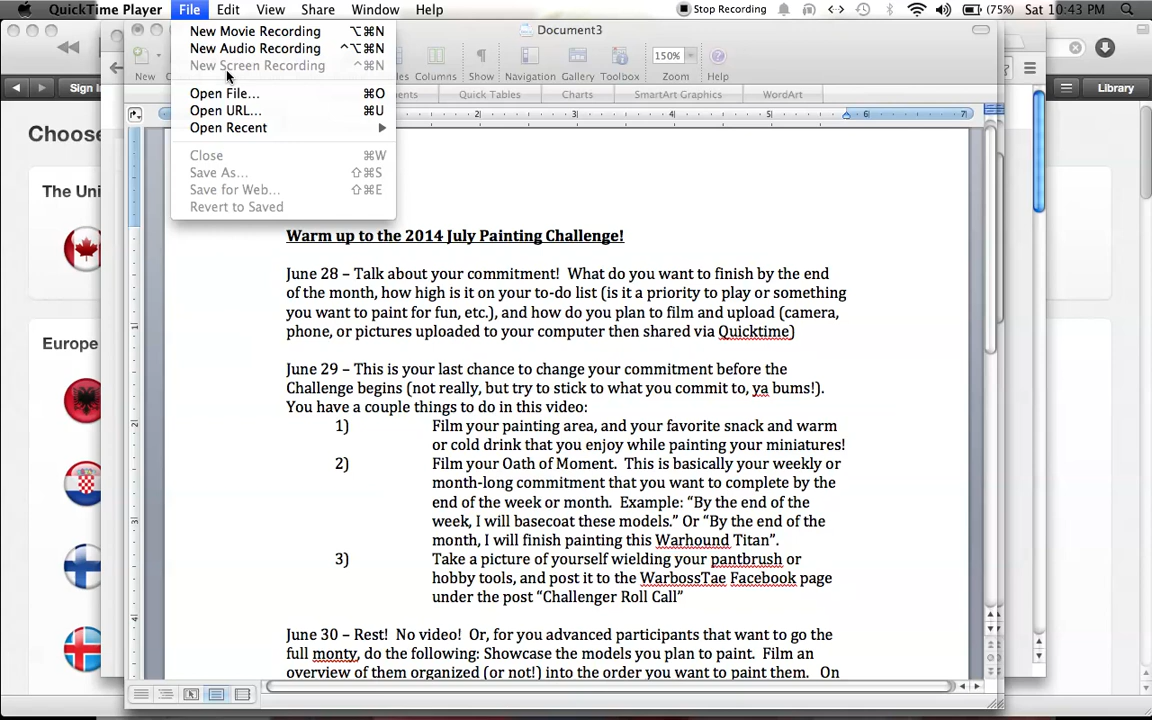 QuickTime Player File Edit View Share Window Help Stop Recording (75%) Sat 10:43 PM
New Movie Recording ⌥⌘N
New Audio Recording ^⌥⌘N
New Screen Recording ^⌘N
Open File... ⌘O
Open URL... ⌘U
Open Recent
Close ⌘W
Save As... ⇧⌘S
Save for Web... ⇧⌘E
Revert to Saved
Document3
150%
New Columns Show Navigation Gallery Toolbox Zoom Help
Quick Tables Charts SmartArt Graphics WordArt
Sign Library
2 3 4 5 6 7
Choose
The Uni
Europe
1
2
3
4
Warm up to the 2014 July Painting Challenge!
June 28 – Talk about your commitment! What do you want to finish by the end
of the month, how high is it on your to-do list (is it a priority to play or something
you want to paint for fun, etc.), and how do you plan to film and upload (camera,
phone, or pictures uploaded to your computer then shared via Quicktime)
June 29 – This is your last chance to change your commitment before the
Challenge begins (not really, but try to stick to what you commit to, ya bums!).
You have a couple things to do in this video:
1) Film your painting area, and your favorite snack and warm
or cold drink that you enjoy while painting your miniatures!
2) Film your Oath of Moment. This is basically your weekly or
month-long commitment that you want to complete by the
end of the week or month. Example: “By the end of the
week, I will basecoat these models.” Or “By the end of the
month, I will finish painting this Warhound Titan”.
3) Take a picture of yourself wielding your pantbrush or
hobby tools, and post it to the WarbossTae Facebook page
under the post “Challenger Roll Call”
June 30 – Rest! No video! Or, for you advanced participants that want to go the
full monty, do the following: Showcase the models you plan to paint. Film an
overview of them organized (or not!) into the order you want to paint them. On